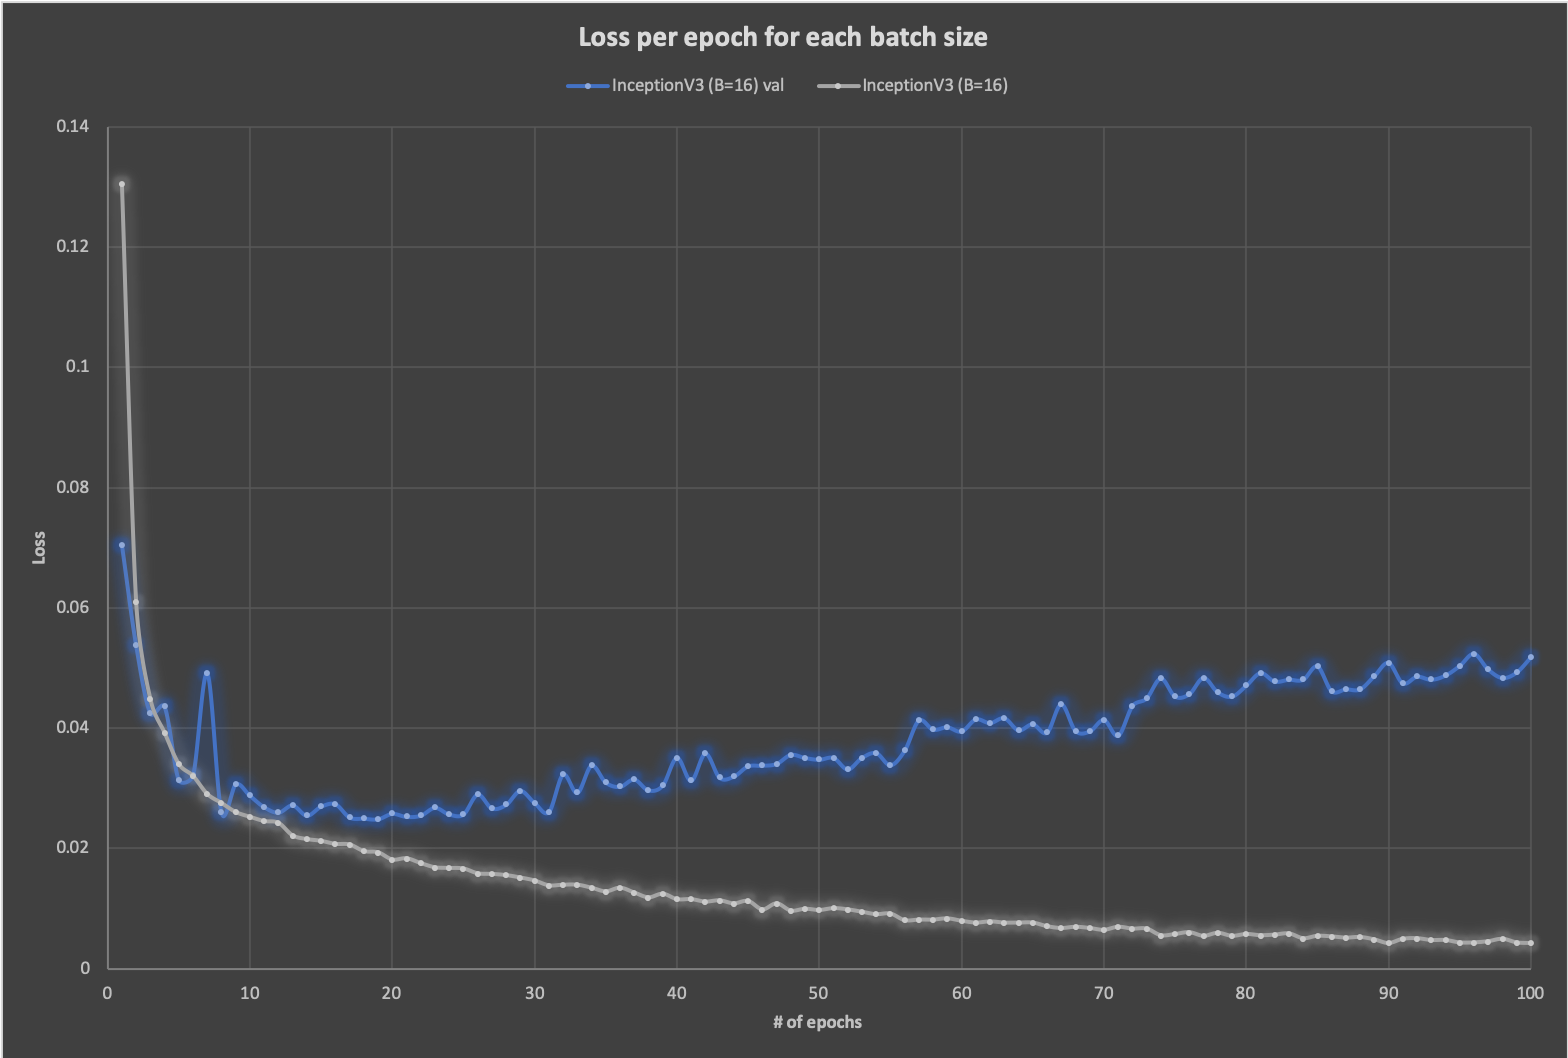 Loss per epoch for each batch size
InceptionV3 (B=16) val InceptionV3 (B=16)
0.14
0.12
0.1
0.08
Loss
0.06
0.04
0.02
0
0 10 20 30 40 50 60 70 80 90 100
# of epochs